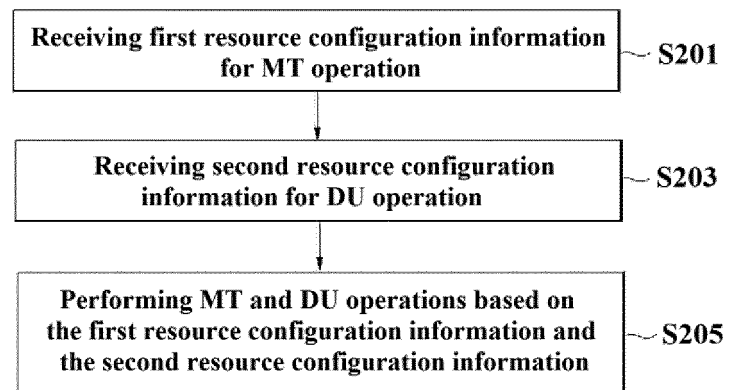 Receiving first resource configuration information
for MT operation
S201
Receiving second resource configuration
information for DU operation
S203
Performing MT and DU operations based on
the first resource configuration information and
the second resource configuration information
S205